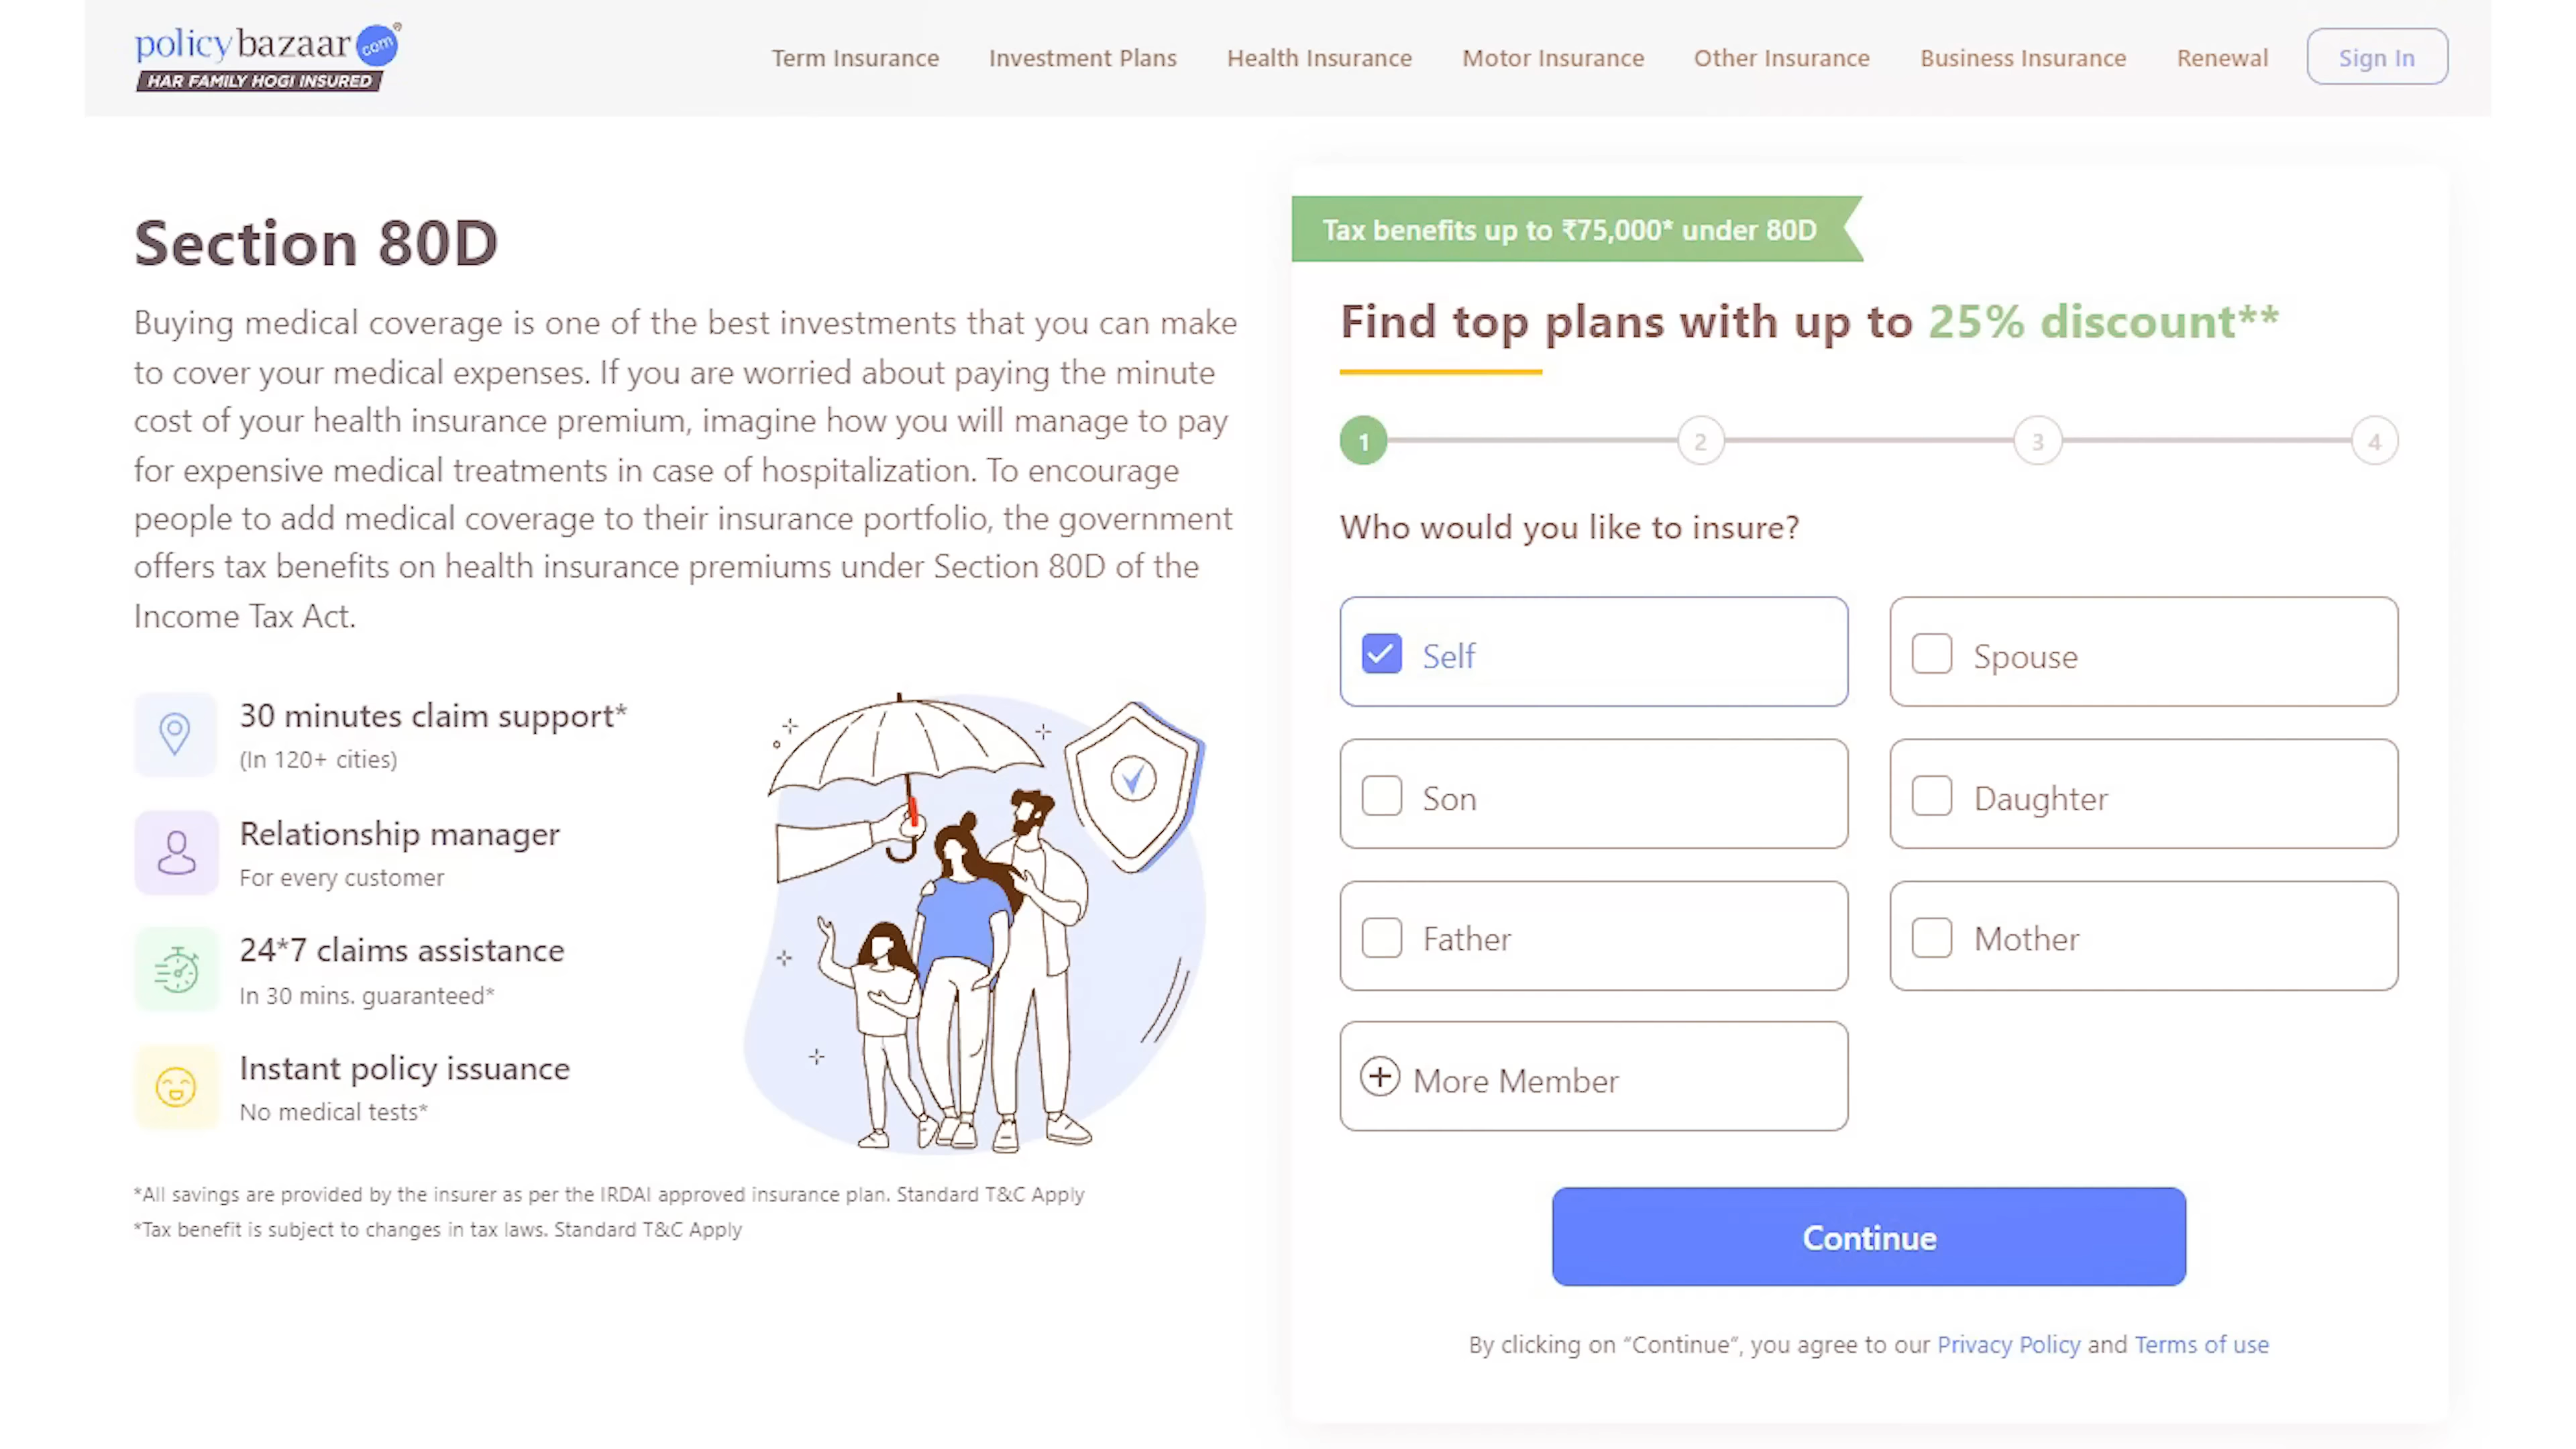 policybazaar com
HAR FAMILY HOGI INSURED
Term Insurance
Investment Plans
Health Insurance
Motor Insurance
Other Insurance
Business Insurance
Renewal
Sign In
Section 80D
Buying medical coverage is one of the best investments that you can make
to cover your medical expenses. If you are worried about paying the minute
cost of your health insurance premium, imagine how you will manage to pay
for expensive medical treatments in case of hospitalization. To encourage
people to add medical coverage to their insurance portfolio, the government
offers tax benefits on health insurance premiums under Section 80D of the
Income Tax Act.
30 minutes claim support*
(In 120+ cities)
Relationship manager
For every customer
24*7 claims assistance
In 30 mins. guaranteed*
Instant policy issuance
No medical tests*
*All savings are provided by the insurer as per the IRDAI approved insurance plan. Standard T&C Apply
*Tax benefit is subject to changes in tax laws. Standard T&C Apply
Tax benefits up to ₹75,000* under 80D
Find top plans with up to 25% discount**
1
2
3
4
Who would you like to insure?
Self
Spouse
Son
Daughter
Father
Mother
More Member
Continue
By clicking on “Continue“, you agree to our Privacy Policy and Terms of use